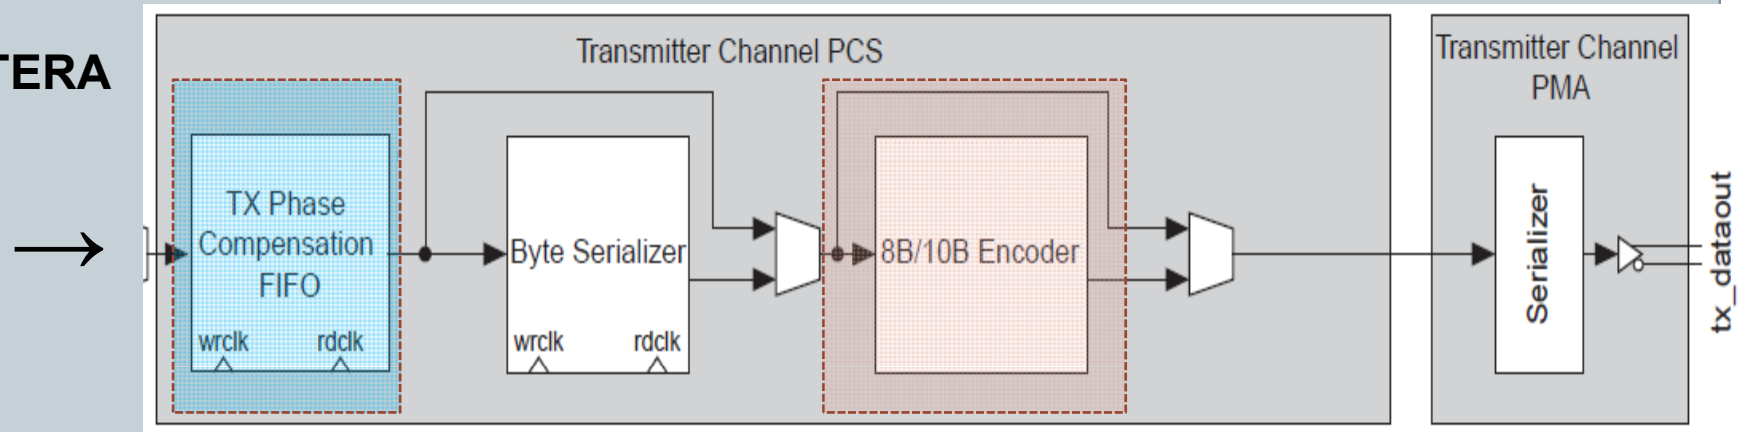 TERA
Transmitter Channel PCS
Transmitter Channel
PMA
TX Phase
Compensation
FIFO
wrclk
rdclk
Byte Serializer
wrclk
rdclk
8B/10B Encoder
Serializer
tx_dataout